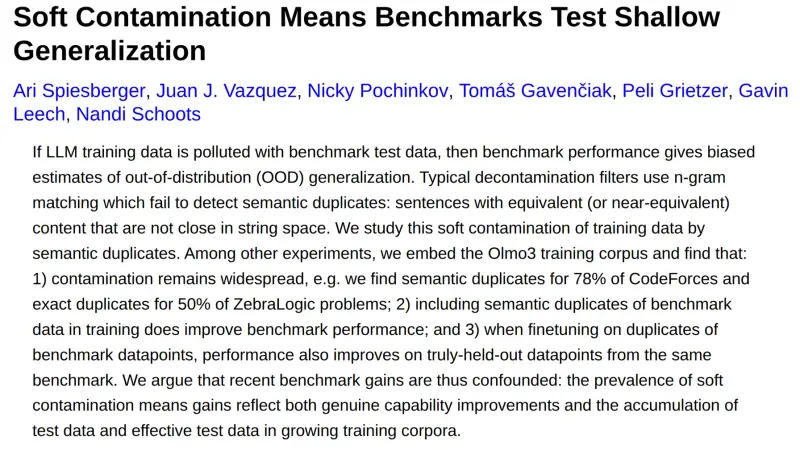 Soft Contamination Means Benchmarks Test Shallow
Generalization
Ari Spiesberger, Juan J. Vazquez, Nicky Pochinkov, Tomáš Gavenčiak, Peli Grietzer, Gavin
Leech, Nandi Schoots
If LLM training data is polluted with benchmark test data, then benchmark performance gives biased
estimates of out-of-distribution (OOD) generalization. Typical decontamination filters use n-gram
matching which fail to detect semantic duplicates: sentences with equivalent (or near-equivalent)
content that are not close in string space. We study this soft contamination of training data by
semantic duplicates. Among other experiments, we embed the Olmo3 training corpus and find that:
1) contamination remains widespread, e.g. we find semantic duplicates for 78% of CodeForces and
exact duplicates for 50% of ZebraLogic problems; 2) including semantic duplicates of benchmark
data in training does improve benchmark performance; and 3) when finetuning on duplicates of
benchmark datapoints, performance also improves on truly-held-out datapoints from the same
benchmark. We argue that recent benchmark gains are thus confounded: the prevalence of soft
contamination means gains reflect both genuine capability improvements and the accumulation of
test data and effective test data in growing training corpora.